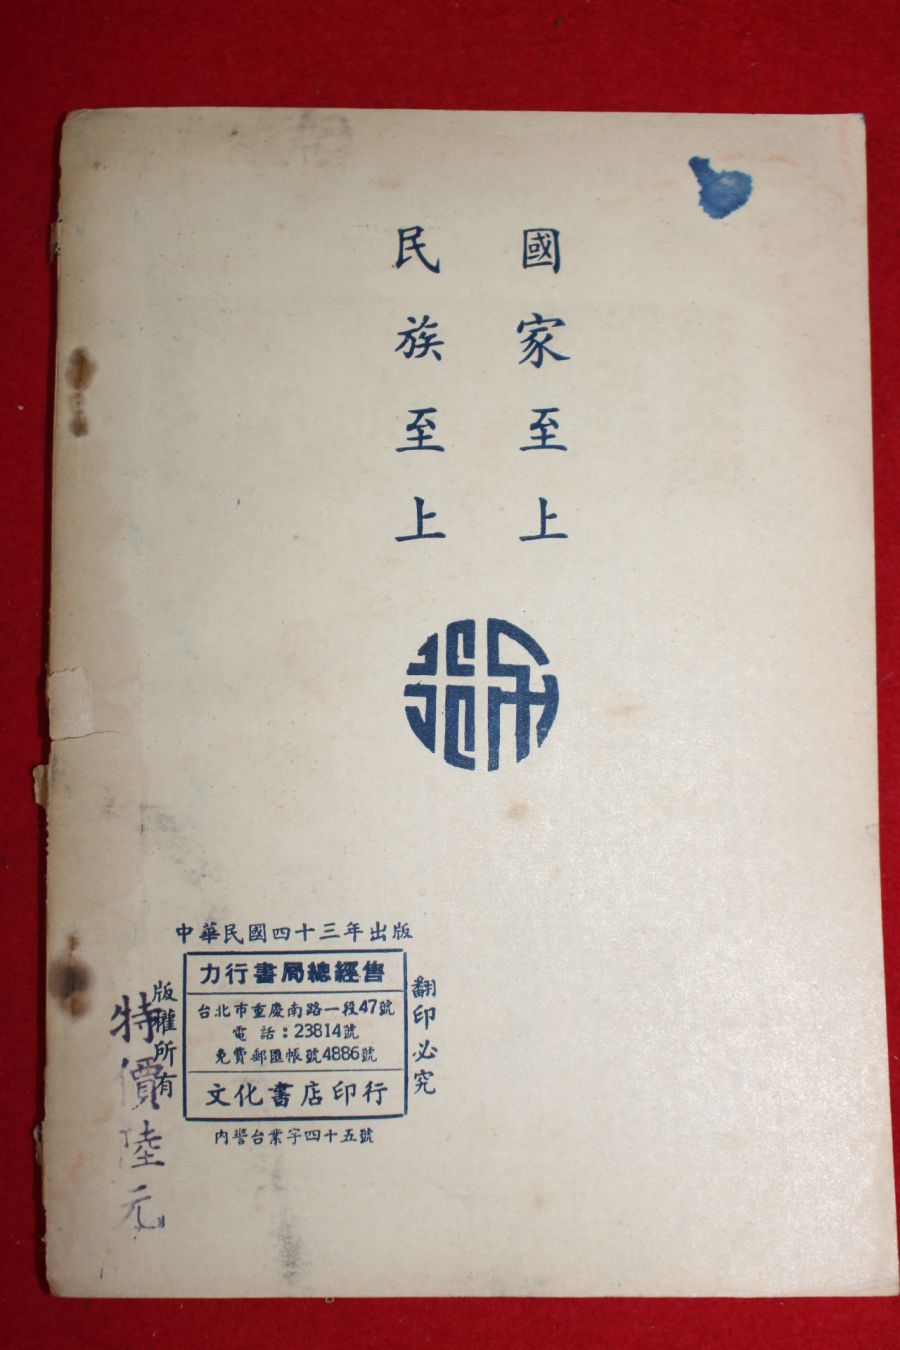 國家至上
民族至上
中華民國四十三年出版
力行書局總經售
台北市重慶南路一段47號
電話：23814號
免費郵匯帳號4886號
文化書店印行
內警台業字四十五號
翻印必究
版權所有
特價陸元